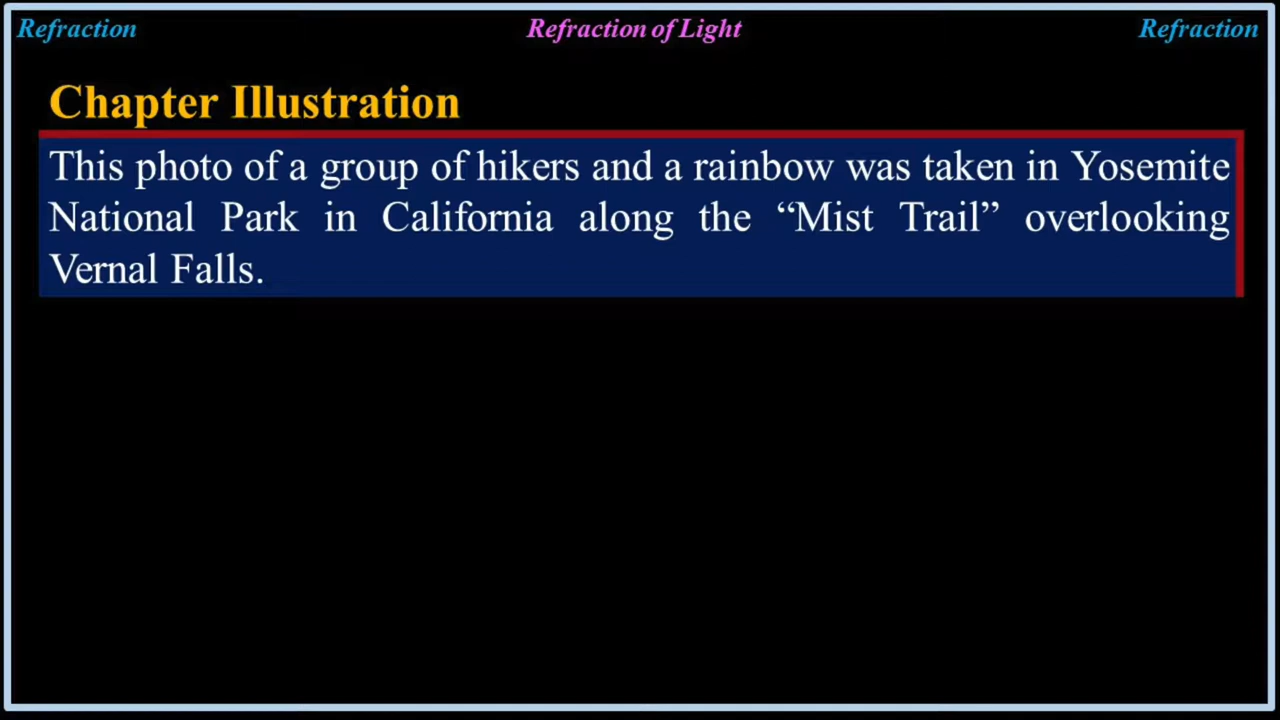 Refraction
Refraction of Light
Refraction
Chapter Illustration
This photo of a group of hikers and a rainbow was taken in Yosemite
National Park in California along the “Mist Trail” overlooking
Vernal Falls.